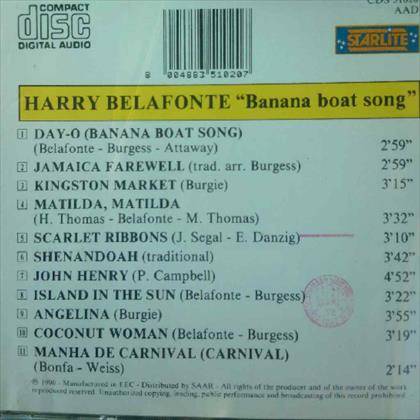 COMPACT
disc
DIGITAL AUDIO
AAD
STARLITE
8 004883 510207
HARRY BELAFONTE "Banana boat song"
1 DAY-O (BANANA BOAT SONG)
(Belafonte - Burgess - Attaway) 2'59"
2 JAMAICA FAREWELL (trad. arr. Burgess) 2'59"
3 KINGSTON MARKET (Burgie) 3'15"
4 MATILDA, MATILDA
(H. Thomas - Belafonte - M. Thomas) 3'32"
5 SCARLET RIBBONS (J. Segal - E. Danzig) 3'10"
6 SHENANDOAH (traditional) 3'42"
7 JOHN HENRY (P. Campbell) 4'52"
8 ISLAND IN THE SUN (Belafonte - Burgess) 3'22"
9 ANGELINA (Burgie) 3'55"
10 COCONUT WOMAN (Belafonte - Burgess) 3'19"
11 MANHA DE CARNIVAL (CARNIVAL)
(Bonfa - Weiss) 2'14"
℗ 1990 - Manufactured in EEC - Distributed by SAAR - All rights of the producer and of the owner of the work
reproduced reserved. Unauthorized copying, lending, public performance and broadcasting of this record prohibited.